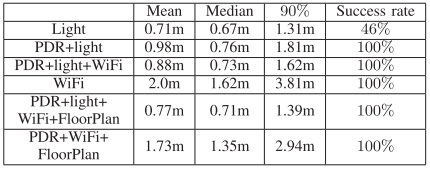 Mean Median 90% Success rate
Light 0.71m 0.67m 1.31m 46%
PDR+light 0.98m 0.76m 1.81m 100%
PDR+light+WiFi 0.88m 0.73m 1.62m 100%
WiFi 2.0m 1.62m 3.81m 100%
PDR+light+
WiFi+FloorPlan 0.77m 0.71m 1.39m 100%
PDR+WiFi+
FloorPlan 1.73m 1.35m 2.94m 100%